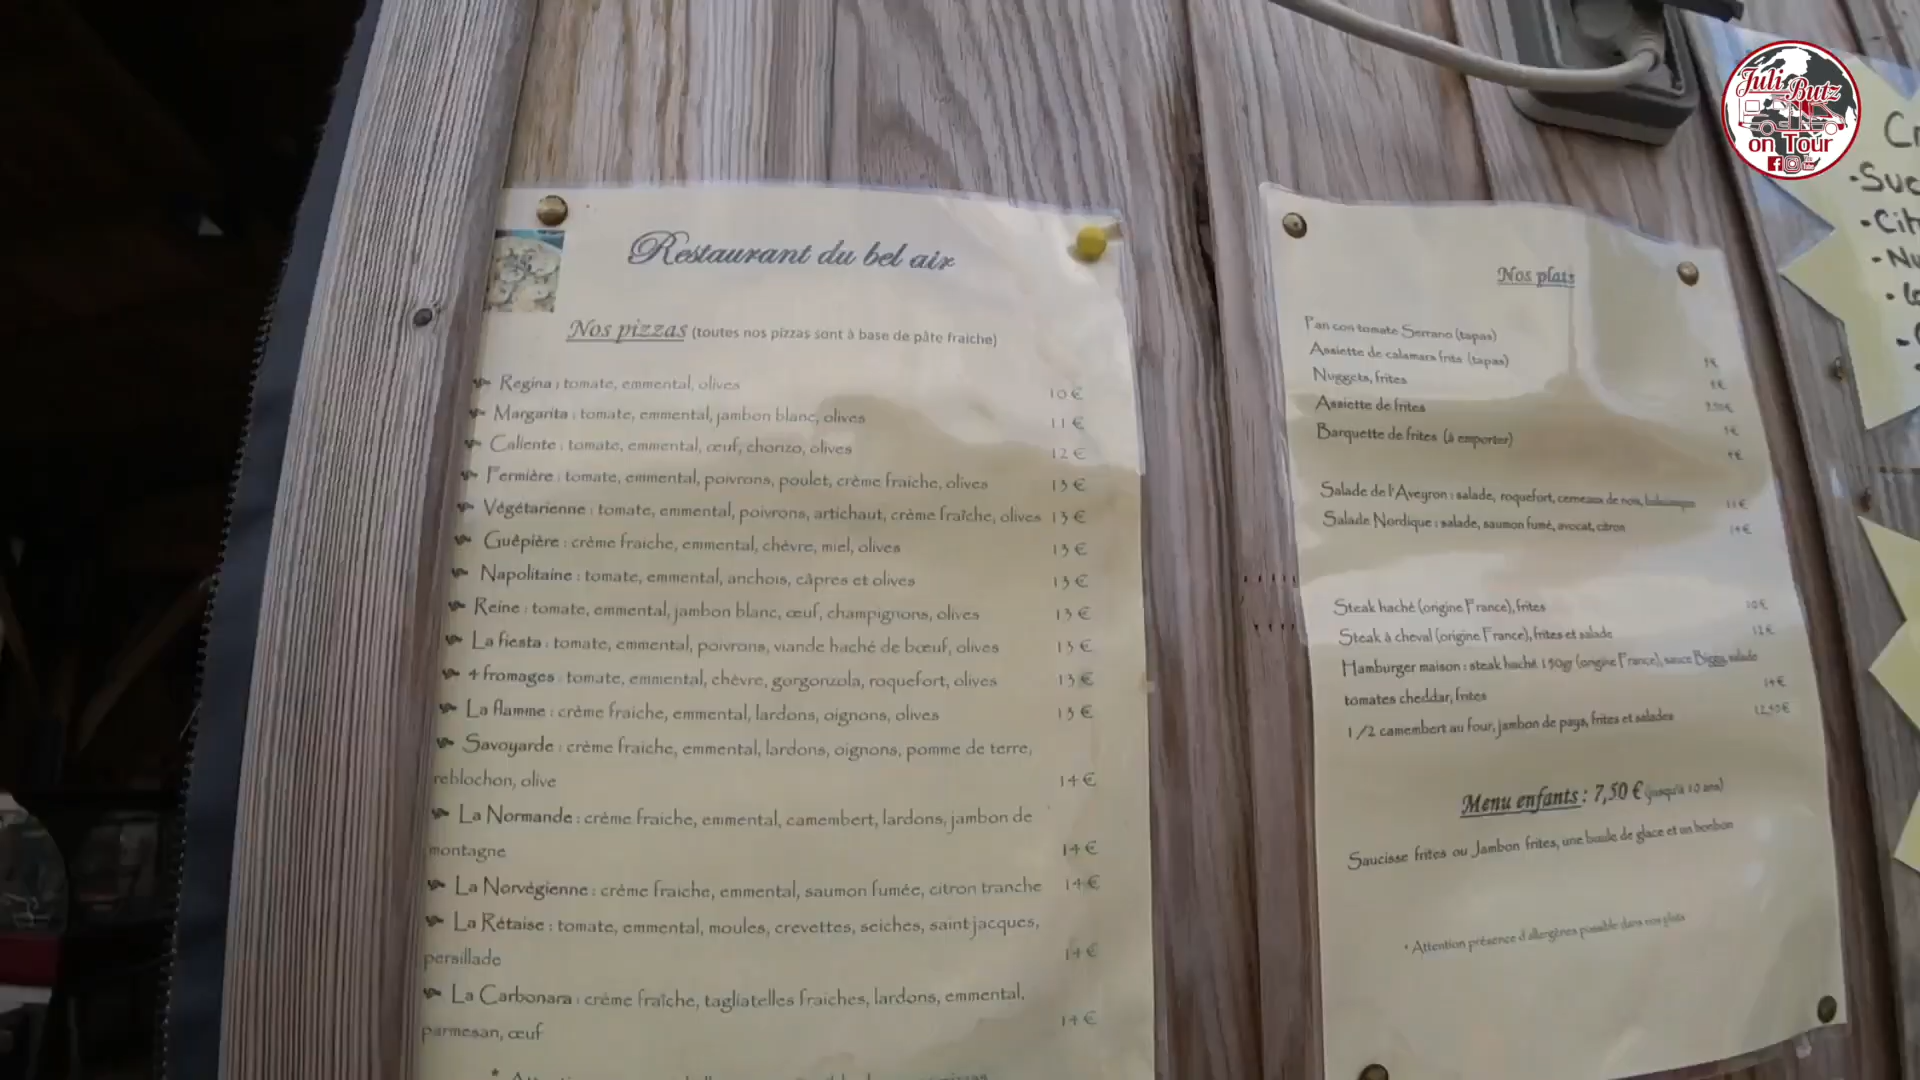 Restaurant du bel air
Nos pizzas (toutes nos pizzas sont à base de pâte fraiche)
Regina : tomate, emmental, olives 10 €
Margarita : tomate, emmental, jambon blanc, olives 11 €
Caliente : tomate, emmental, œuf, chorizo, olives 12 €
Fermière : tomate, emmental, poivrons, poulet, crème fraiche, olives 13 €
Végétarienne : tomate, emmental, poivrons, artichaut, crème fraîche, olives 13 €
Guêpière : crème fraiche, emmental, chèvre, miel, olives 13 €
Napolitaine : tomate, emmental, anchois, câpres et olives 13 €
Reine : tomate, emmental, jambon blanc, œuf, champignons, olives 13 €
La fiesta : tomate, emmental, poivrons, viande haché de bœuf, olives 13 €
4 fromages : tomate, emmental, chèvre, gorgonzola, roquefort, olives 13 €
La flamme : crème fraiche, emmental, lardons, oignons, olives 13 €
Savoyarde : crème fraiche, emmental, lardons, oignons, pomme de terre,
reblochon, olive 14 €
La Normande : crème fraiche, emmental, camembert, lardons, jambon de
montagne 14 €
La Norvégienne : crème fraiche, emmental, saumon fumée, citron tranche 14 €
La Rétaise : tomate, emmental, moules, crevettes, seiches, saint jacques,
persillade 14 €
La Carbonara : crème fraîche, tagliatelles fraiches, lardons, emmental,
parmesan, œuf 14 €
Nos plats
Pan con tomate Serrano (tapas)
Assiette de calamars frits (tapas)
Nuggets, frites
Assiette de frites
Barquette de frites (à emporter)
Salade de l'Aveyron : salade, roquefort, cerneaux de noix,
Salade Nordique : salade, saumon fumé, avocat, citron 14 €
Steak haché (origine France), frites 10 €
Steak à cheval (origine France), frites et salade 12 €
Hamburger maison : steak haché 150gr (origine France), sauce Biggy, salade
tomates cheddar, frites 14 €
1/2 camembert au four, jambon de pays, frites et salades 12,50 €
Menu enfants : 7,50 € (jusqu'à 10 ans)
Saucisse frites ou Jambon frites, une boule de glace et un bonbon
* Attention présence d'allergènes possible dans nos plats
Juli Butz
on Tour